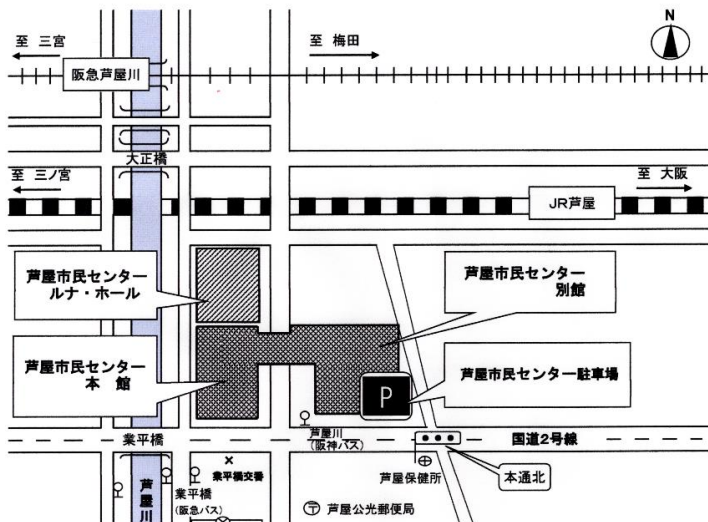 N
至 三宮
至 梅田
阪急芦屋川
大正橋
至 三ノ宮
至 大阪
JR芦屋
芦屋市民センター
ルナ・ホール
芦屋市民センター
別館
芦屋市民センター
本 館
芦屋市民センター駐車場
P
芦屋川
(阪神バス)
業平橋
国道2号線
業平橋交番
芦屋保健所
本通北
芦屋川
業平橋
(阪急バス)
芦屋公光郵便局